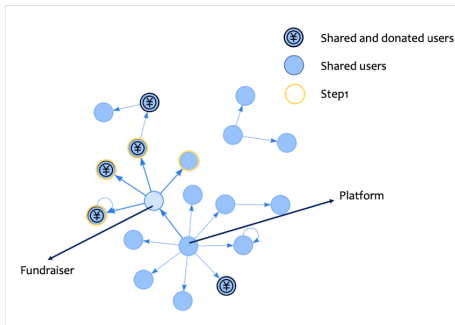 ¥ Shared and donated users
Shared users
Step1
¥
¥
¥
¥
Platform
Fundraiser
¥